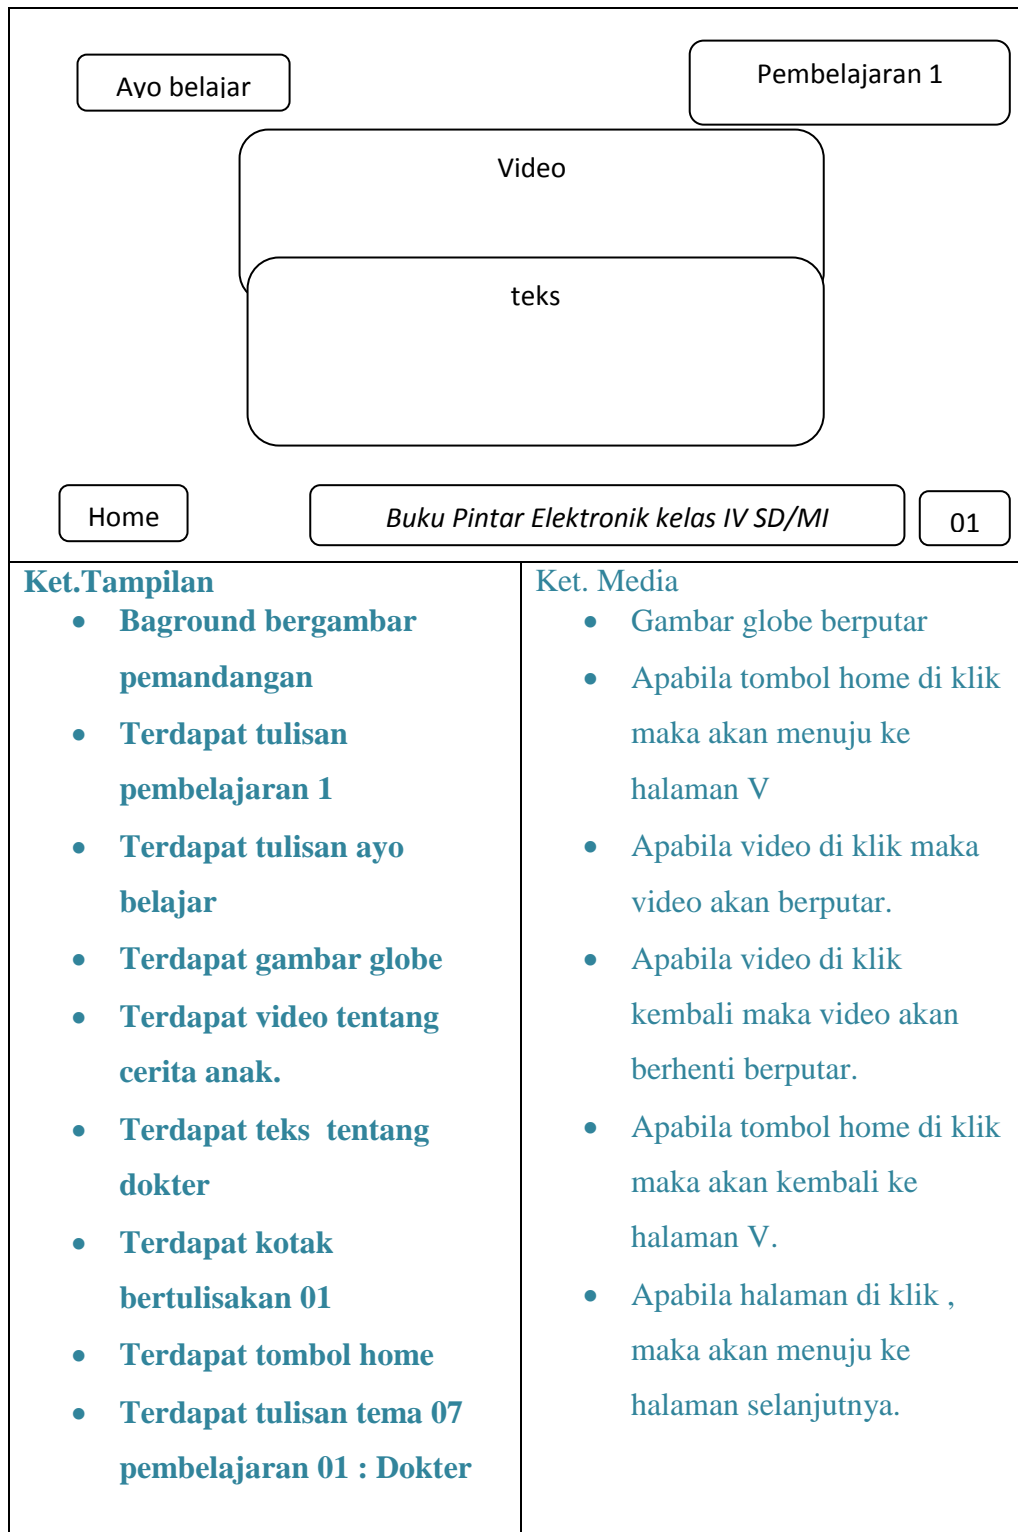 Ayo belajar
Pembelajaran 1
Video
teks
Home
Buku Pintar Elektronik kelas IV SD/MI
01
Ket.Tampilan
• Baground bergambar
pemandangan
• Terdapat tulisan
pembelajaran 1
• Terdapat tulisan ayo
belajar
• Terdapat gambar globe
• Terdapat video tentang
cerita anak.
• Terdapat teks tentang
dokter
• Terdapat kotak
bertulisakan 01
• Terdapat tombol home
• Terdapat tulisan tema 07
pembelajaran 01 : Dokter
Ket. Media
• Gambar globe berputar
• Apabila tombol home di klik
maka akan menuju ke
halaman V
• Apabila video di klik maka
video akan berputar.
• Apabila video di klik
kembali maka video akan
berhenti berputar.
• Apabila tombol home di klik
maka akan kembali ke
halaman V.
• Apabila halaman di klik ,
maka akan menuju ke
halaman selanjutnya.